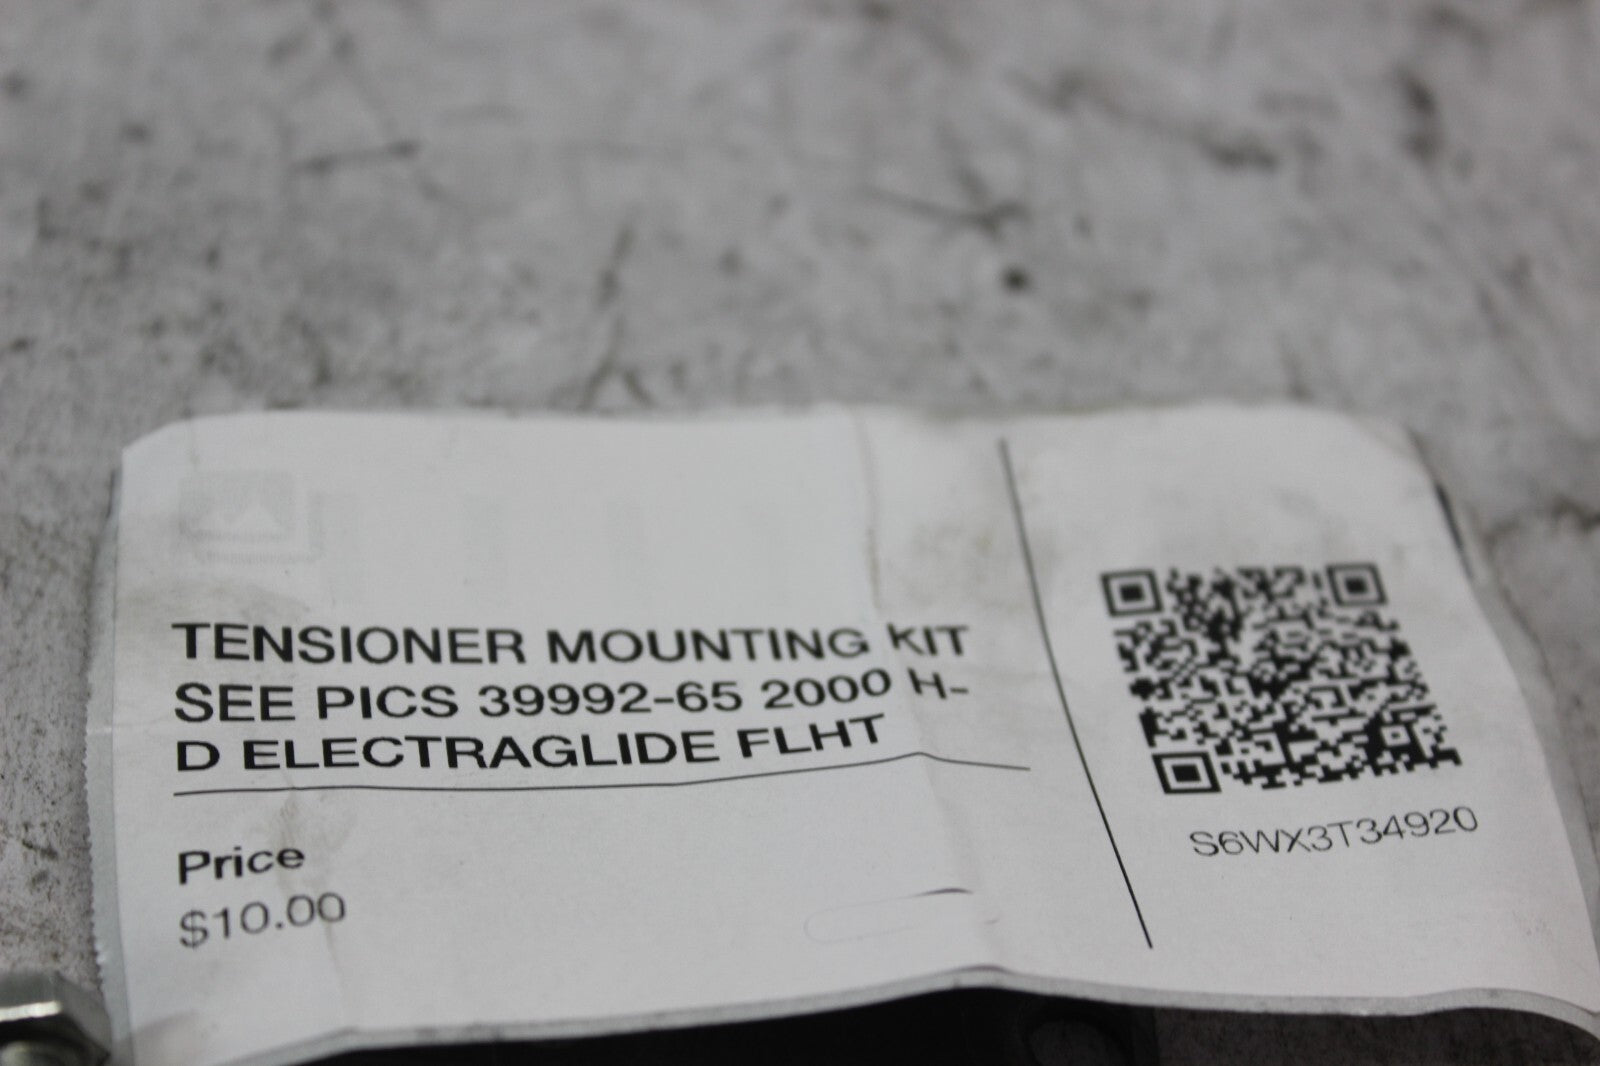 TENSIONER MOUNTING KIT
SEE PICS 39992-65 2000 H-
D ELECTRAGLIDE FLHT
Price
$10.00
S6WX3T34920